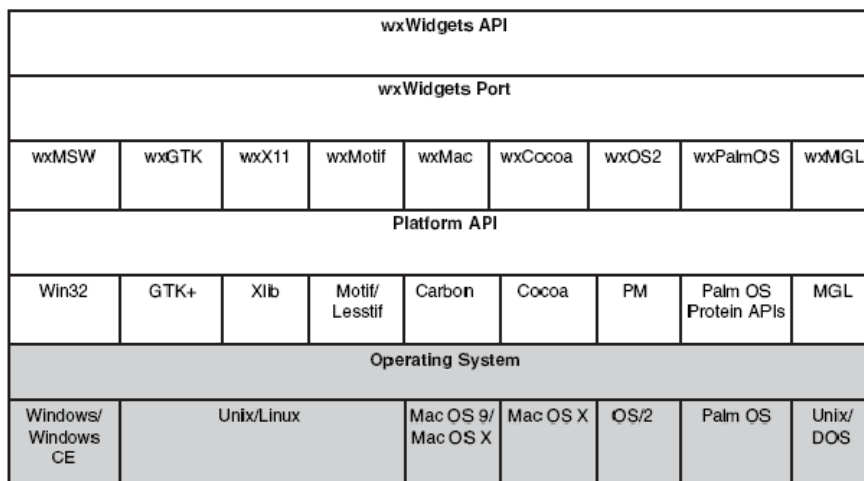 wxWidgets API
wxWidgets Port
wxMSW wxGTK wxX11 wxMotif wxMac wxCocoa wxOS2 wxPalmOS wxMGL
Platform API
Win32 GTK+ Xlib Motif/ Carbon Cocoa PM Palm OS MGL
Lesstif Protein APIs
Operating System
Windows/ Unix/Linux Mac OS 9/ Mac OS X OS/2 Palm OS Unix/
Windows Mac OS X DOS
CE